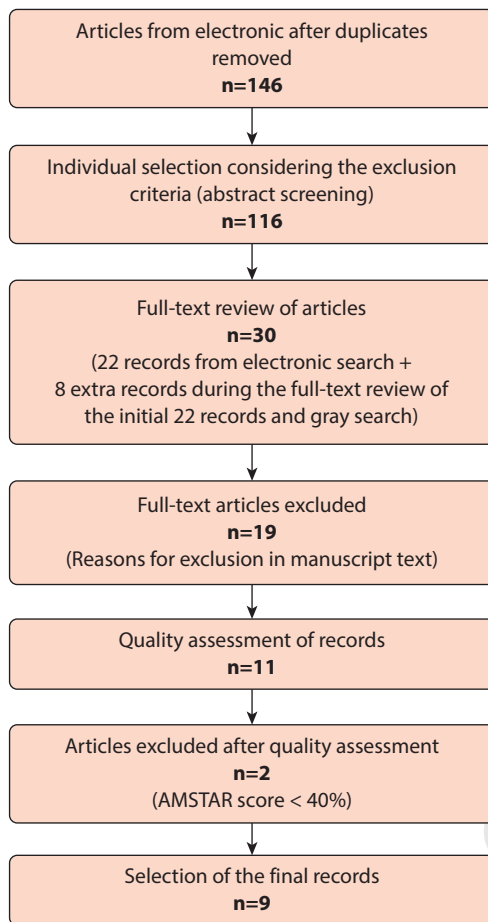 Articles from electronic after duplicates
removed
n=146
Individual selection considering the exclusion
criteria (abstract screening)
n=116
Full-text review of articles
n=30
(22 records from electronic search +
8 extra records during the full-text review of
the initial 22 records and gray search)
Full-text articles excluded
n=19
(Reasons for exclusion in manuscript text)
Quality assessment of records
n=11
Articles excluded after quality assessment
n=2
(AMSTAR score < 40%)
Selection of the final records
n=9